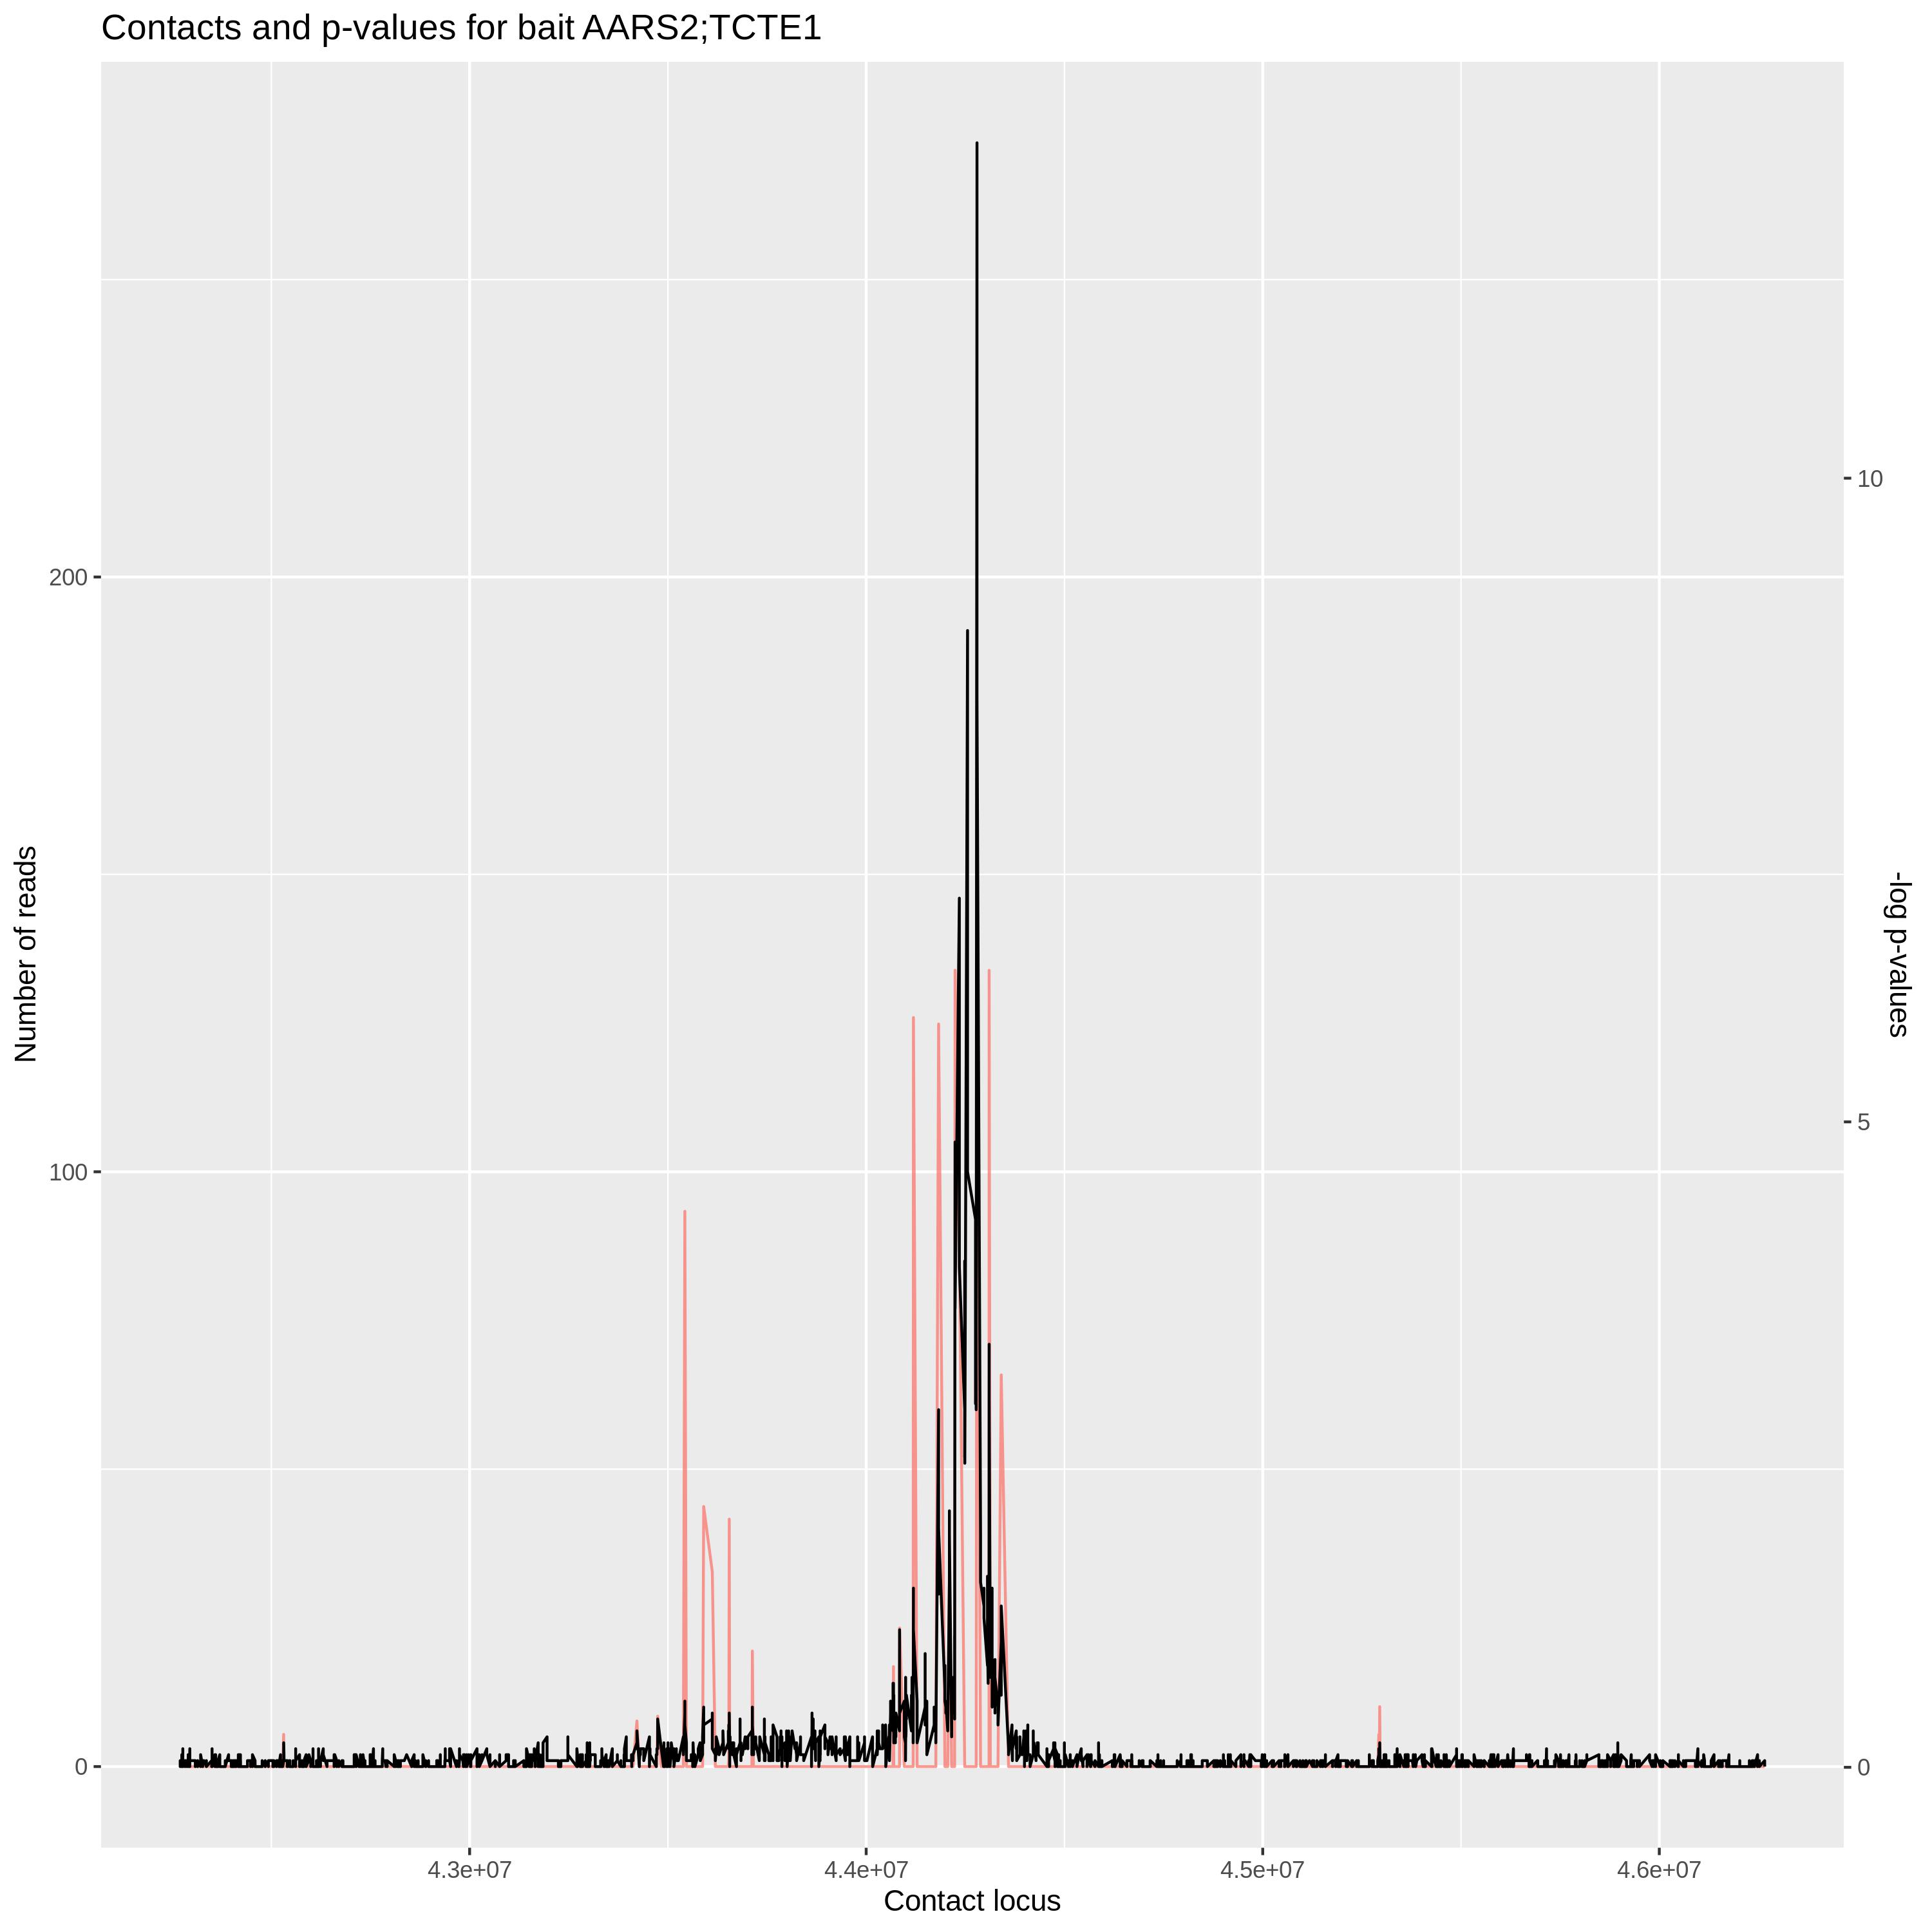 Contacts and p-values for bait AARS2;TCTE1
Number of reads
200
100
0
10
5
0
-log p-values
4.3e+07 4.4e+07 4.5e+07 4.6e+07
Contact locus